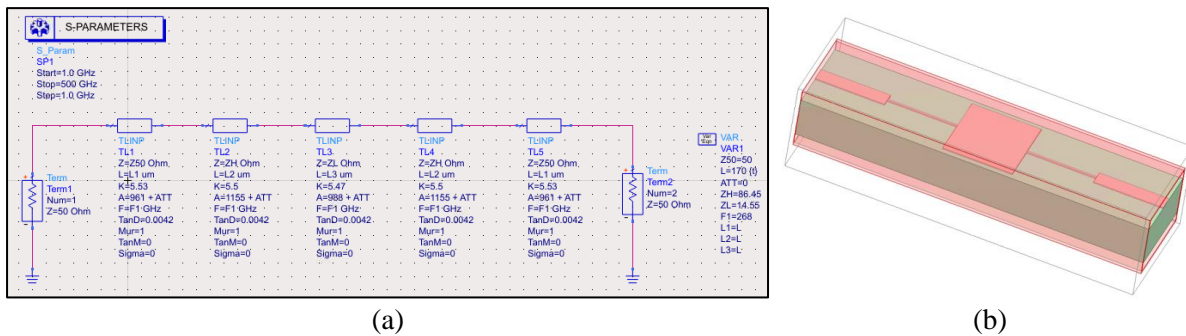 S-PARAMETERS
S_Param
SP1
Start=1.0 GHz
Stop=500 GHz
Step=1.0 GHz
TLINP
TL1
Z=Z50 Ohm
L=L1 um
K=5.53
A=961 + ATT
F=F1 GHz
TanD=0.0042
Mur=1
TanM=0
Sigma=0
TLINP
TL2
Z=ZH Ohm
L=L2 um
K=5.5
A=1155 + ATT
F=F1 GHz
TanD=0.0042
Mur=1
TanM=0
Sigma=0
TLINP
TL3
Z=ZL Ohm
L=L3 um
K=5.47
A=988 + ATT
F=F1 GHz
TanD=0.0042
Mur=1
TanM=0
Sigma=0
TLINP
TL4
Z=ZH Ohm
L=L2 um
K=5.5
A=1155 + ATT
F=F1 GHz
TanD=0.0042
Mur=1
TanM=0
Sigma=0
TLINP
TL5
Z=Z50 Ohm
L=L1 um
K=5.53
A=961 + ATT
F=F1 GHz
TanD=0.0042
Mur=1
TanM=0
Sigma=0
Term
Term1
Num=1
Z=50 Ohm
Term
Term2
Num=2
Z=50 Ohm
Var
Eqn
VAR
VAR1
Z50=50
L=170 {t}
ATT=0
ZH=86.45
ZL=14.55
F1=268
L1=L
L2=L
L3=L
(a)
(b)